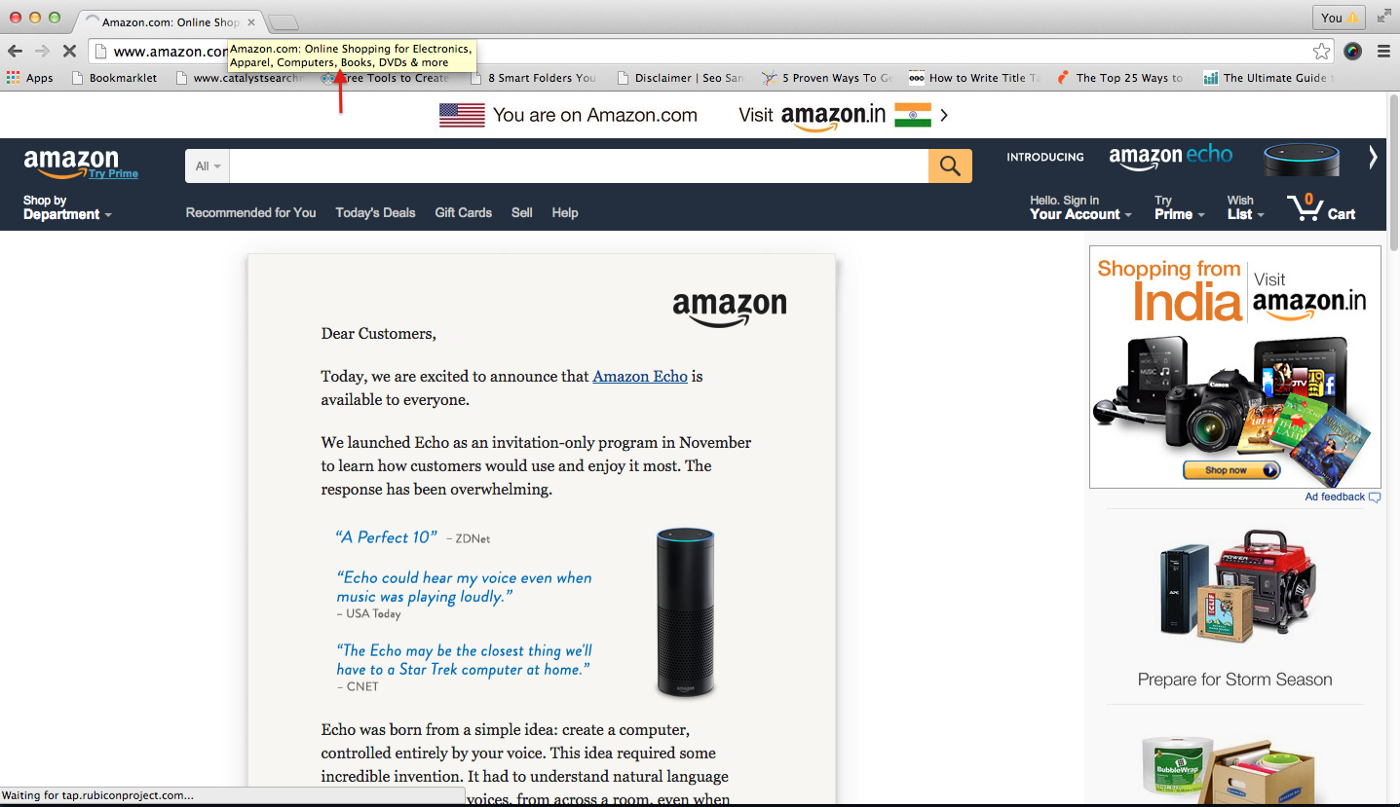 Amazon.com: Online Shop
You
www.amazon.com
Amazon.com: Online Shopping for Electronics,
Apparel, Computers, Books, DVDs & more
Apps
Bookmarklet
www.catalystsearch
Free Tools to Create
8 Smart Folders You
Disclaimer | Seo San
5 Proven Ways To Ge
How to Write Title Ta
The Top 25 Ways to
The Ultimate Guide t
You are on Amazon.com
Visit amazon.in
amazon
Try Prime
All
INTRODUCING amazon echo
Shop by
Department
Recommended for You
Today's Deals
Gift Cards
Sell
Help
Hello. Sign in
Your Account
Try
Prime
Wish
List
0
Cart
amazon
Dear Customers,
Today, we are excited to announce that Amazon Echo is
available to everyone.
We launched Echo as an invitation-only program in November
to learn how customers would use and enjoy it most. The
response has been overwhelming.
“A Perfect 10” – ZDNet
“Echo could hear my voice even when
music was playing loudly.”
– USA Today
“The Echo may be the closest thing we'll
have to a Star Trek computer at home.”
– CNET
amazon
Echo was born from a simple idea: create a computer,
controlled entirely by your voice. This idea required some
incredible invention. It had to understand natural language
voices, from across a room, even when
Shopping from
India
Visit
amazon.in
Canon
Shop now
Ad feedback
APC
CLIF
Prepare for Storm Season
BubbleWrap
Waiting for tap.rubiconproject.com...